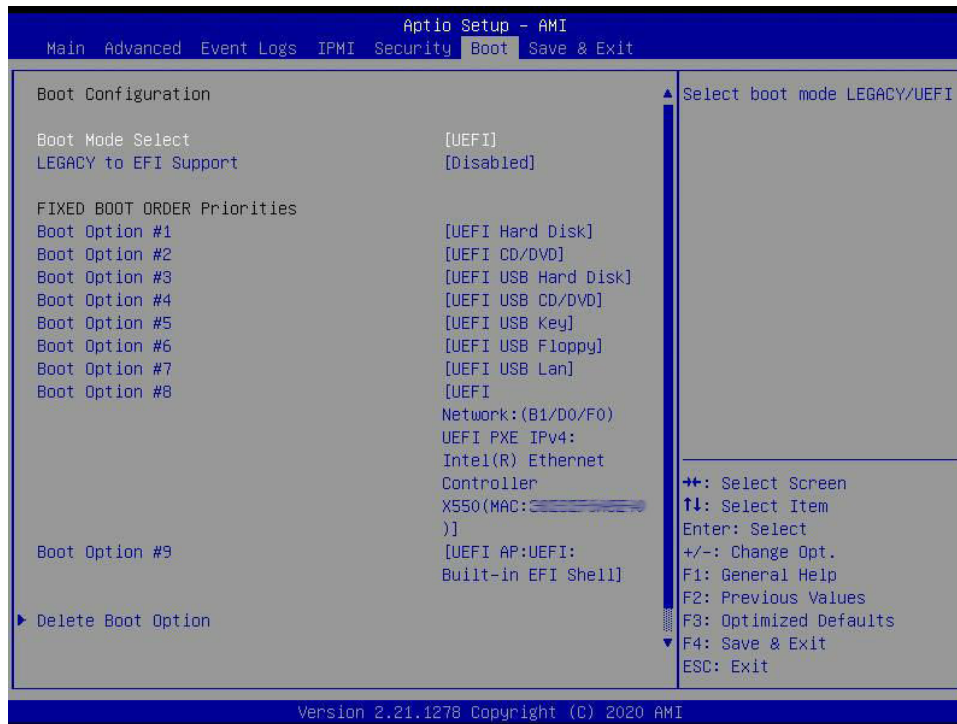 Aptio Setup - AMI
Main Advanced Event Logs IPMI Security Boot Save & Exit
Boot Configuration
Boot Mode Select [UEFI]
LEGACY to EFI Support [Disabled]
FIXED BOOT ORDER Priorities
Boot Option #1 [UEFI Hard Disk]
Boot Option #2 [UEFI CD/DVD]
Boot Option #3 [UEFI USB Hard Disk]
Boot Option #4 [UEFI USB CD/DVD]
Boot Option #5 [UEFI USB Key]
Boot Option #6 [UEFI USB Floppy]
Boot Option #7 [UEFI USB Lan]
Boot Option #8 [UEFI
Network:(B1/D0/F0)
UEFI PXE IPv4:
Intel(R) Ethernet
Controller
X550(MAC:
)]
Boot Option #9 [UEFI AP:UEFI:
Built-in EFI Shell]
Delete Boot Option
Select boot mode LEGACY/UEFI
→←: Select Screen
↑↓: Select Item
Enter: Select
+/-: Change Opt.
F1: General Help
F2: Previous Values
F3: Optimized Defaults
F4: Save & Exit
ESC: Exit
Version 2.21.1278 Copyright (C) 2020 AMI